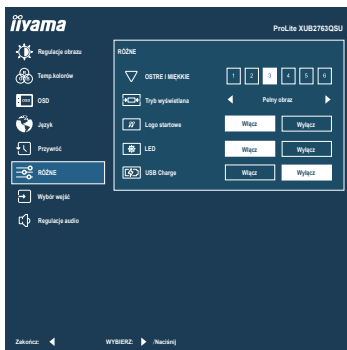 iiyama
ProLite XUB2763QSU
Regulacje obrazu
Temp.kolorów
OSD
Język
Przywróć
RÓŻNE
Wybór wejść
Regulacje audio
RÓŻNE
OSTRE I MIĘKKIE 1 2 3 4 5 6
Tryb wyświetlana Pełny obraz
Logo startowe Włącz Wyłącz
LED Włącz Wyłącz
USB Charge Włącz Wyłącz
Zakończ: WYBIERZ: /Naciśnij